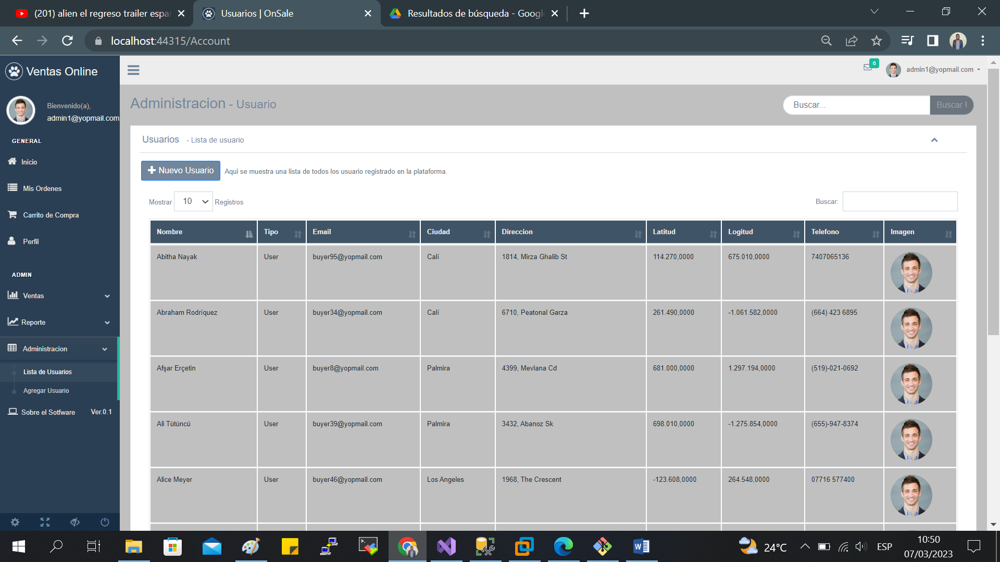 (201) alien el regreso trailer espa
Usuarios | OnSale
Resultados de búsqueda - Googl
localhost:44315/Account
Ventas Online
6
admin1@yopmail.com
Bienvenido(a),
admin1@yopmail.com
Administracion - Usuario
Buscar...
Buscar !
GENERAL
Inicio
Mis Ordenes
Carrito de Compra
Perfil
ADMIN
Ventas
Reporte
Administracion
Lista de Usuarios
Agregar Usuario
Sobre el Sotfware Ver.0.1
Usuarios - Lista de usuario
Nuevo Usuario
Aqui se muestra una lista de todos los usuario registrado en la plataforma.
Mostrar 10 Registros
Buscar:
Nombre Tipo Email Ciudad Direccion Latitud Logitud Telefono Imagen
Abitha Nayak User buyer95@yopmail.com Calí 1814, Mirza Ghalib St 114.270,0000 675.010,0000 7407065136
Abraham Rodríquez User buyer34@yopmail.com Calí 6710, Peatonal Garza 261.490,0000 -1.061.582,0000 (664) 423 6895
Afşar Erçetin User buyer8@yopmail.com Palmira 4399, Mevlana Cd 681.000,0000 1.297.194,0000 (519)-021-0692
Ali Tütüncü User buyer39@yopmail.com Palmira 3432, Abanoz Sk 698.010,0000 -1.275.854,0000 (655)-947-8374
Alice Meyer User buyer46@yopmail.com Los Angeles 1968, The Crescent -123.608,0000 264.548,0000 07716 577400
24°C
ESP
10:50
07/03/2023